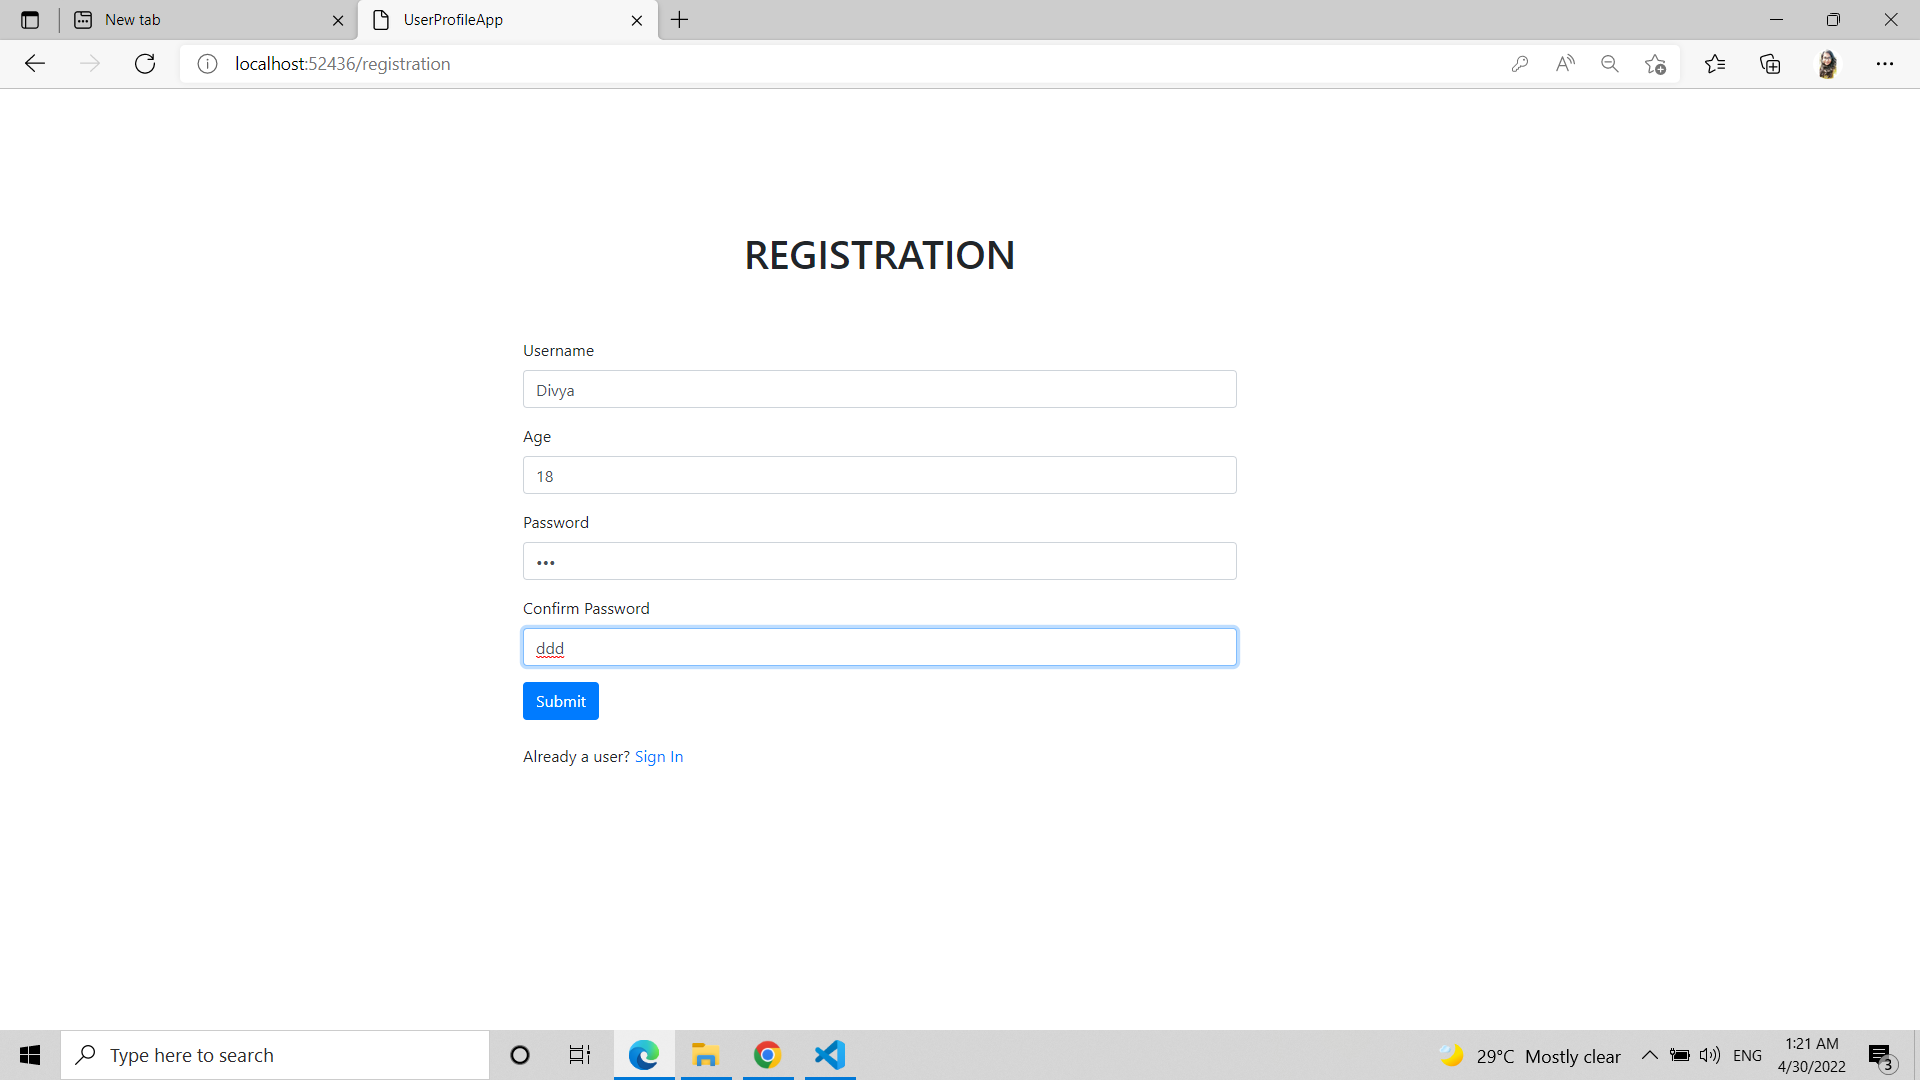 New tab
UserProfileApp
localhost:52436/registration
REGISTRATION
Username
Divya
Age
18
Password
•••
Confirm Password
ddd
Submit
Already a user? Sign In
Type here to search
29°C Mostly clear
ENG
1:21 AM
4/30/2022
3